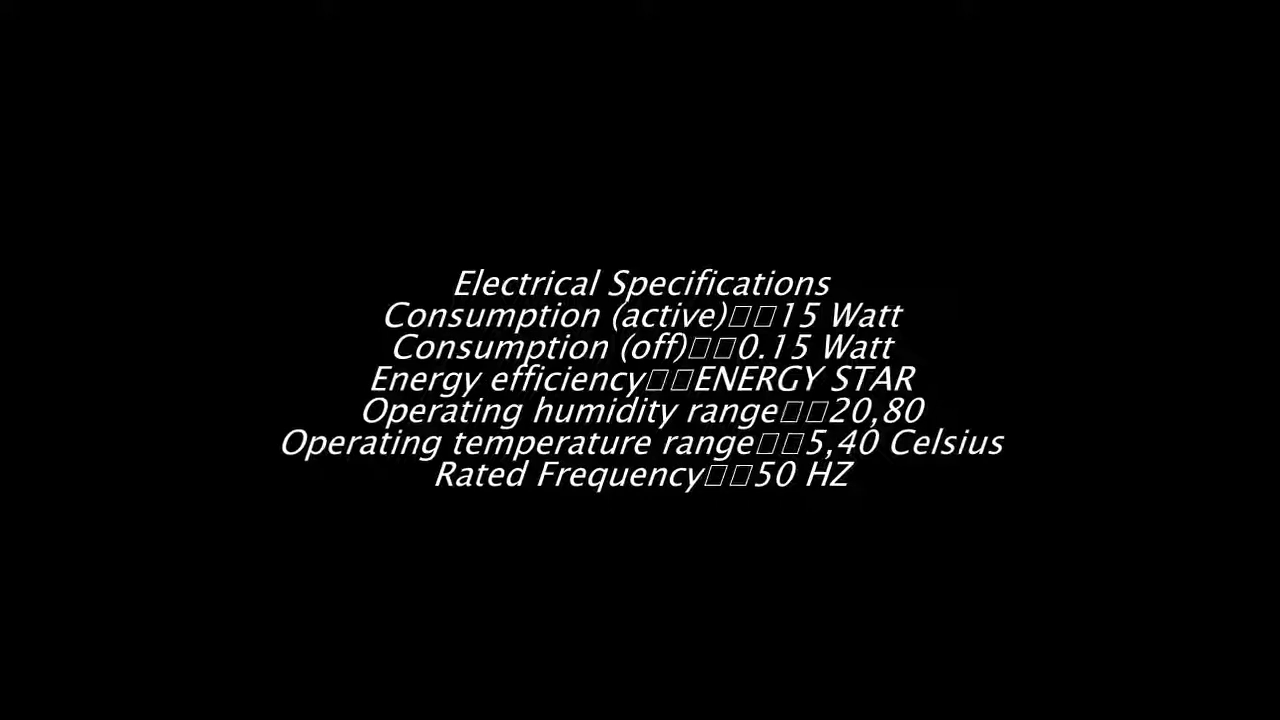 Electrical Specifications
Consumption (active)□□15 Watt
Consumption (off)□□0.15 Watt
Energy efficiency□□ENERGY STAR
Operating humidity range□□20,80
Operating temperature range□□5,40 Celsius
Rated Frequency□□50 HZ